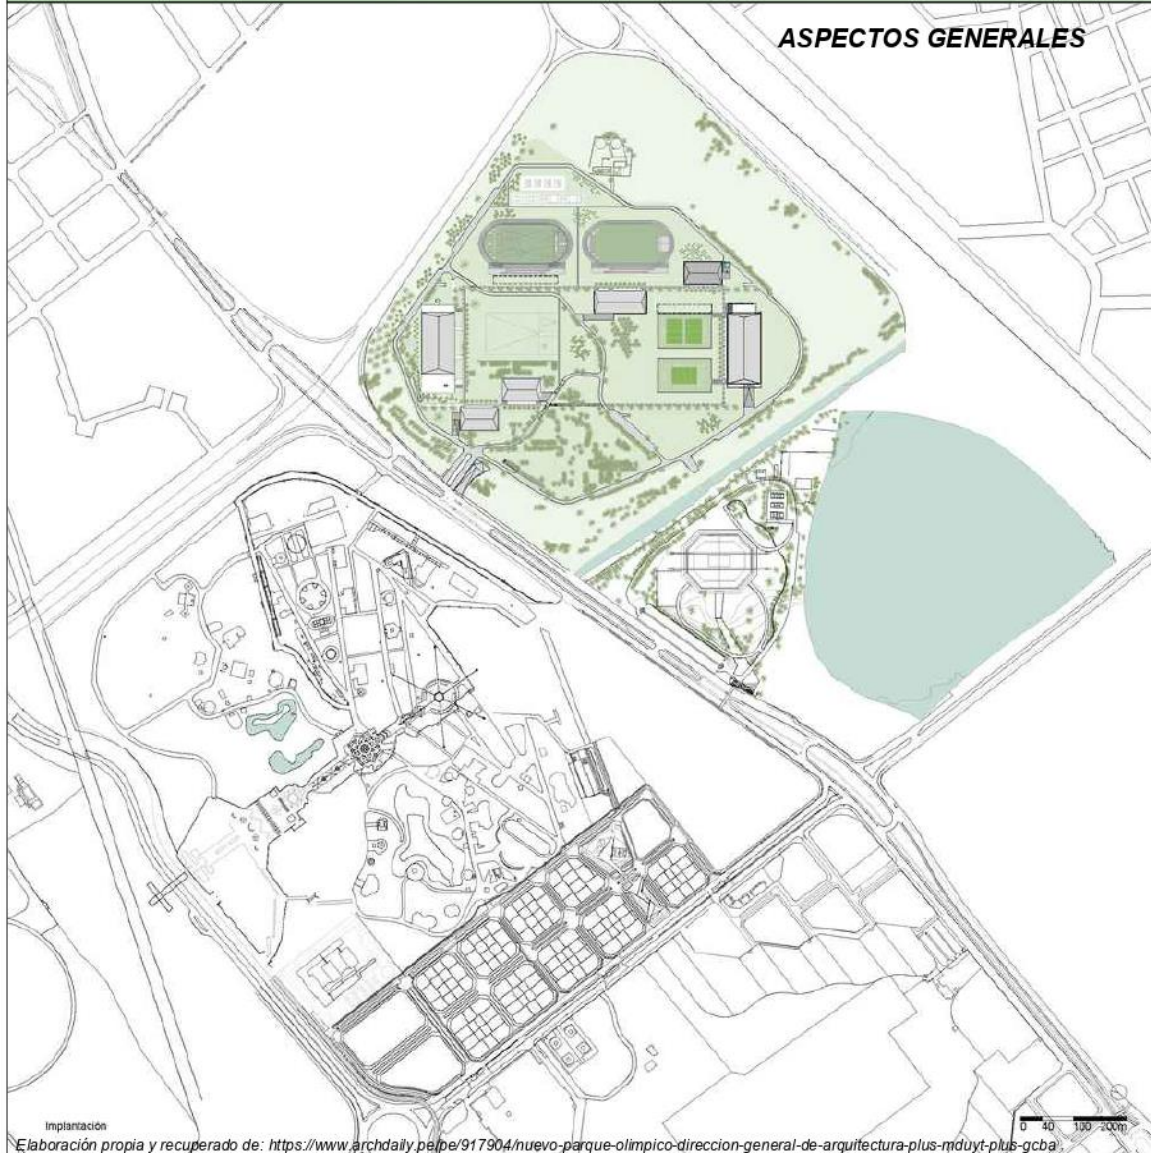 ASPECTOS GENERALES
Implantación
0 40 100 200m
Elaboración propia y recuperado de: https://www.archdaily.pe/pe/917904/nuevo-parque-olimpico-direccion-general-de-arquitectura-plus-mduyt-plus-gcba